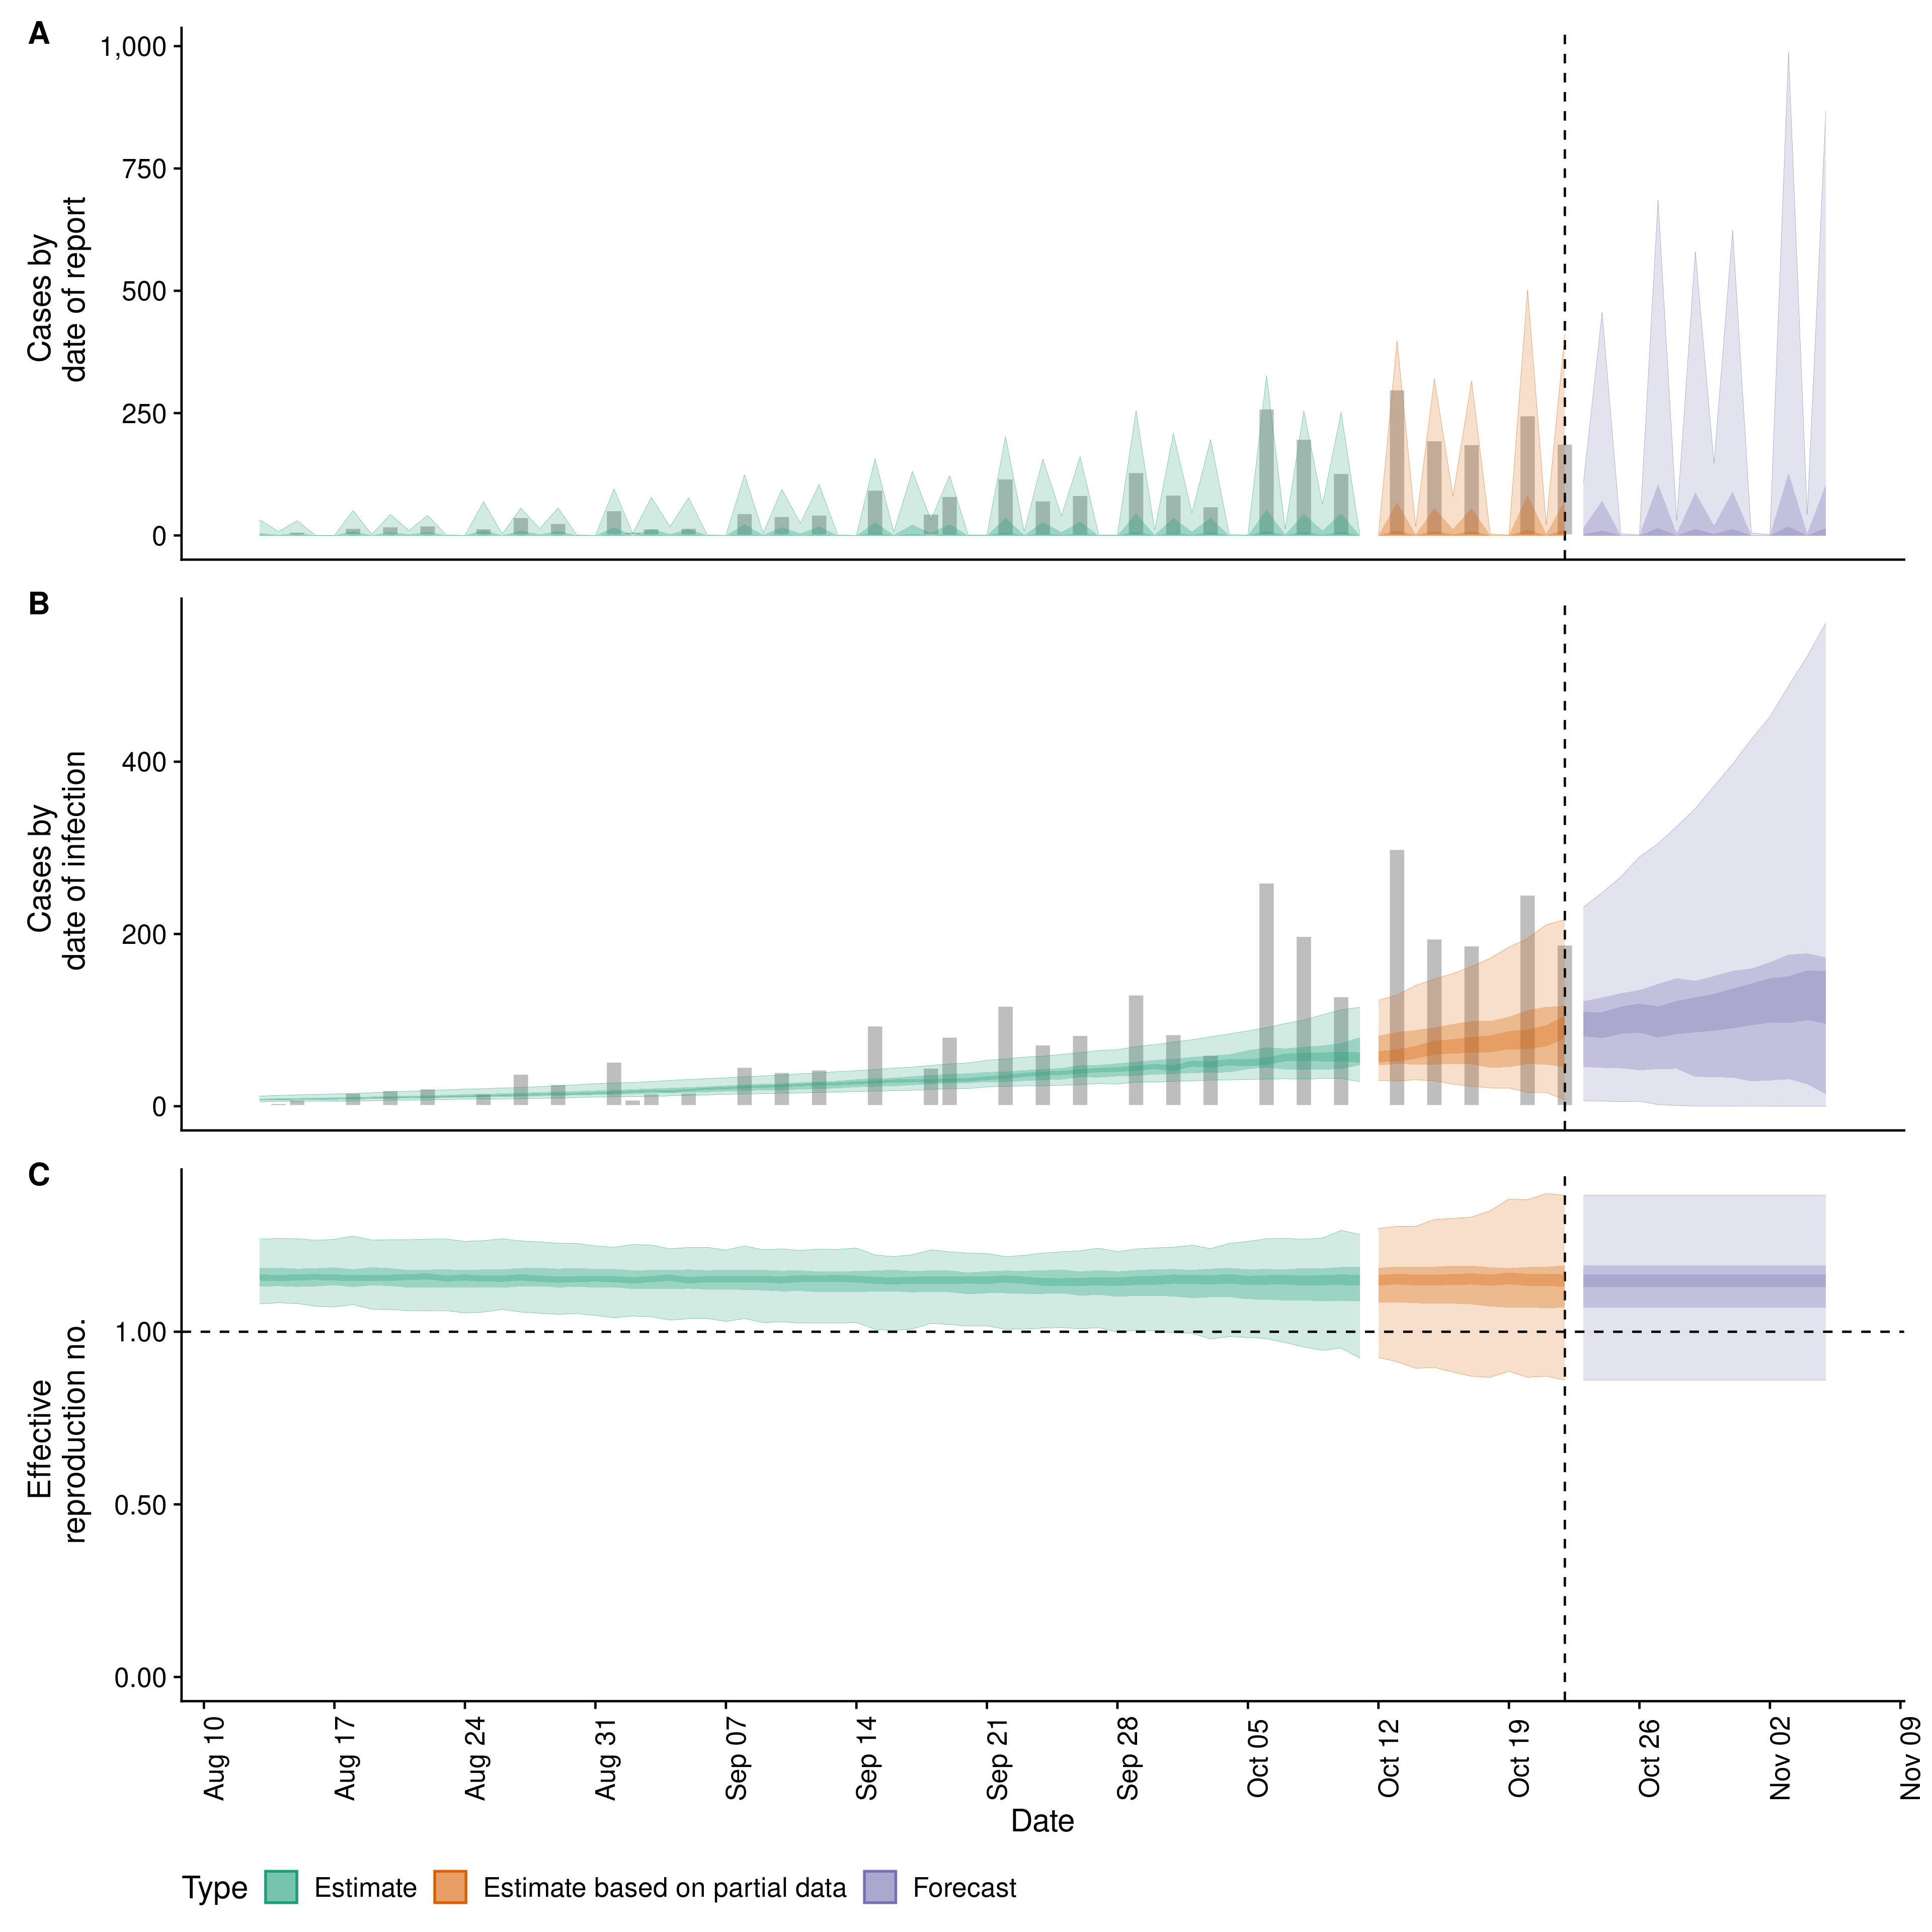 A
1,000
750
500
250
0
Cases by
date of report
B
400
200
0
Cases by
date of infection
C
1.00
0.50
0.00
Effective
reproduction no.
Aug 10
Aug 17
Aug 24
Aug 31
Sep 07
Sep 14
Sep 21
Sep 28
Oct 05
Oct 12
Oct 19
Oct 26
Nov 02
Nov 09
Date
Type Estimate Estimate based on partial data Forecast